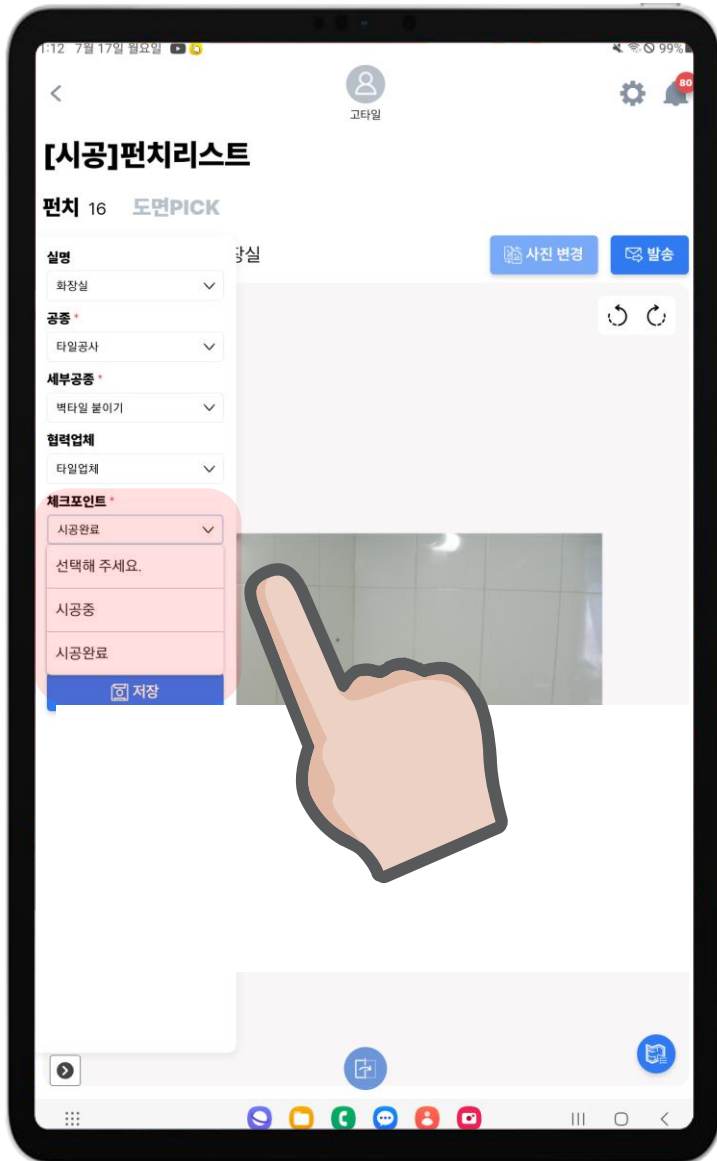 1:12 7월 17일 월요일
99%
80
고타일
[시공]펀치리스트
펀치 16 도면PICK
실명
장실
사진 변경
발송
화장실
공종 *
타일공사
세부공종 *
벽타일 붙이기
협력업체
타일업체
체크포인트 *
시공완료
선택해 주세요.
시공중
시공완료
저장